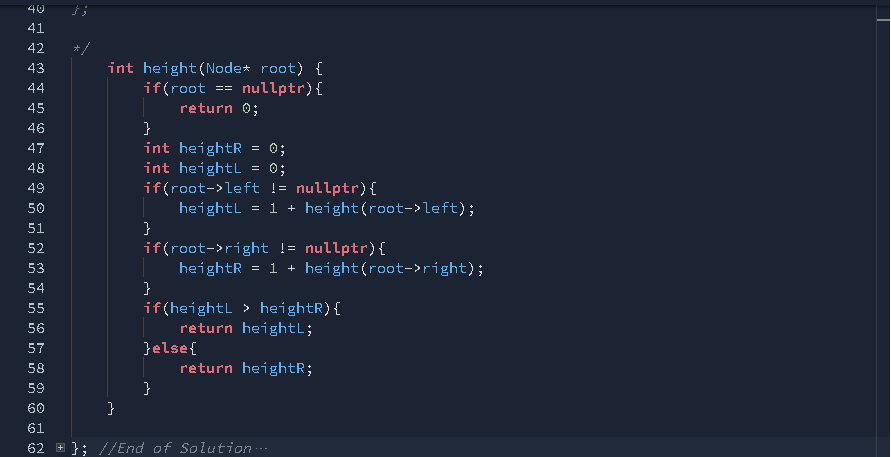 40 };
41
42 */
43 int height(Node* root) {
44 if(root == nullptr){
45 return 0;
46 }
47 int heightR = 0;
48 int heightL = 0;
49 if(root->left != nullptr){
50 heightL = 1 + height(root->left);
51 }
52 if(root->right != nullptr){
53 heightR = 1 + height(root->right);
54 }
55 if(heightL > heightR){
56 return heightL;
57 }else{
58 return heightR;
59 }
60 }
61
62 }; //End of Solution⋯